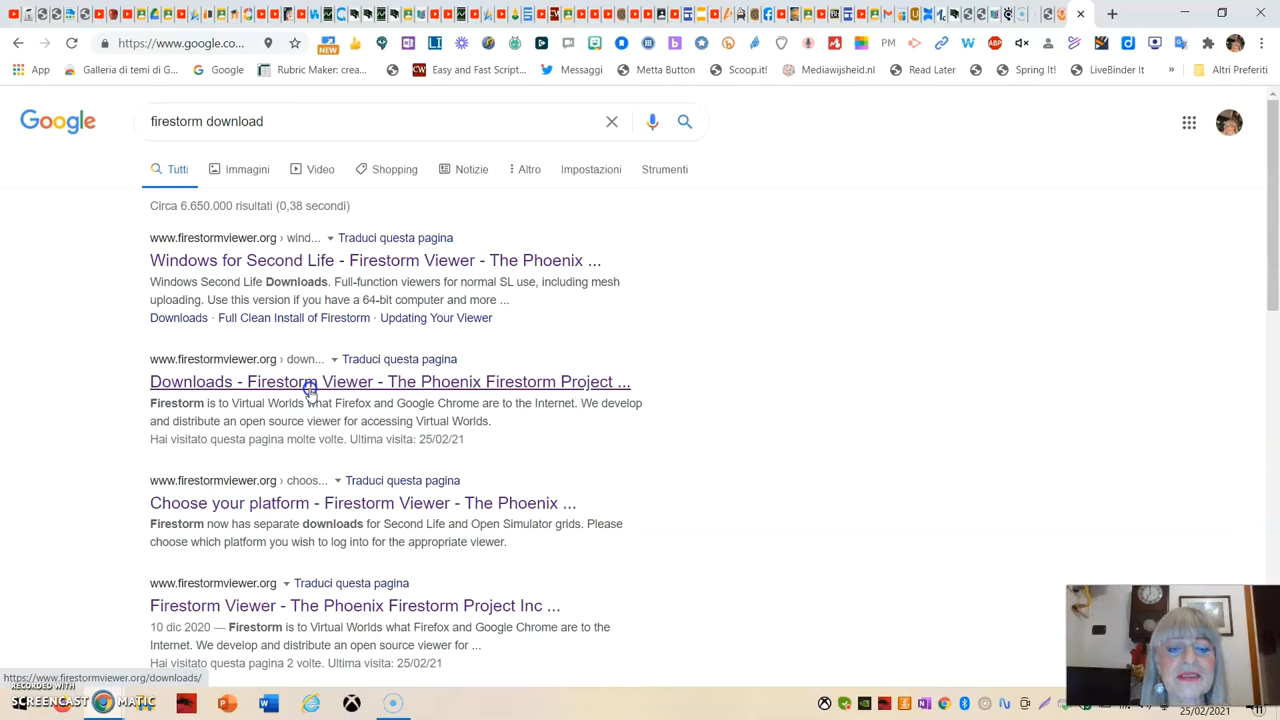 https://www.google.co...
NEW
PM
ABP
App
Galleria di temi di G...
Google
Rubric Maker: crea...
Easy and Fast Script...
Messaggi
Metta Button
Scoop.it!
Mediawijsheid.nl
Read Later
Spring It!
LiveBinder It
»
Altri Preferiti
Google
firestorm download
Tutti
Immagini
Video
Shopping
Notizie
Altro
Impostazioni
Strumenti
Circa 6.650.000 risultati (0,38 secondi)
www.firestormviewer.org › wind... Traduci questa pagina
Windows for Second Life - Firestorm Viewer - The Phoenix ...
Windows Second Life Downloads. Full-function viewers for normal SL use, including mesh
uploading. Use this version if you have a 64-bit computer and more ...
Downloads · Full Clean Install of Firestorm · Updating Your Viewer
www.firestormviewer.org › down... Traduci questa pagina
Downloads - Firestorm Viewer - The Phoenix Firestorm Project ...
Firestorm is to Virtual Worlds what Firefox and Google Chrome are to the Internet. We develop
and distribute an open source viewer for accessing Virtual Worlds.
Hai visitato questa pagina molte volte. Ultima visita: 25/02/21
www.firestormviewer.org › choos... Traduci questa pagina
Choose your platform - Firestorm Viewer - The Phoenix ...
Firestorm now has separate downloads for Second Life and Open Simulator grids. Please
choose which platform you wish to log into for the appropriate viewer.
www.firestormviewer.org Traduci questa pagina
Firestorm Viewer - The Phoenix Firestorm Project Inc ...
10 dic 2020 — Firestorm is to Virtual Worlds what Firefox and Google Chrome are to the
Internet. We develop and distribute an open source viewer for ...
Hai visitato questa pagina 2 volte. Ultima visita: 25/02/21
https://www.firestormviewer.org/downloads/
RECORDED WITH
SCREENCAST MATIC
25/02/2021